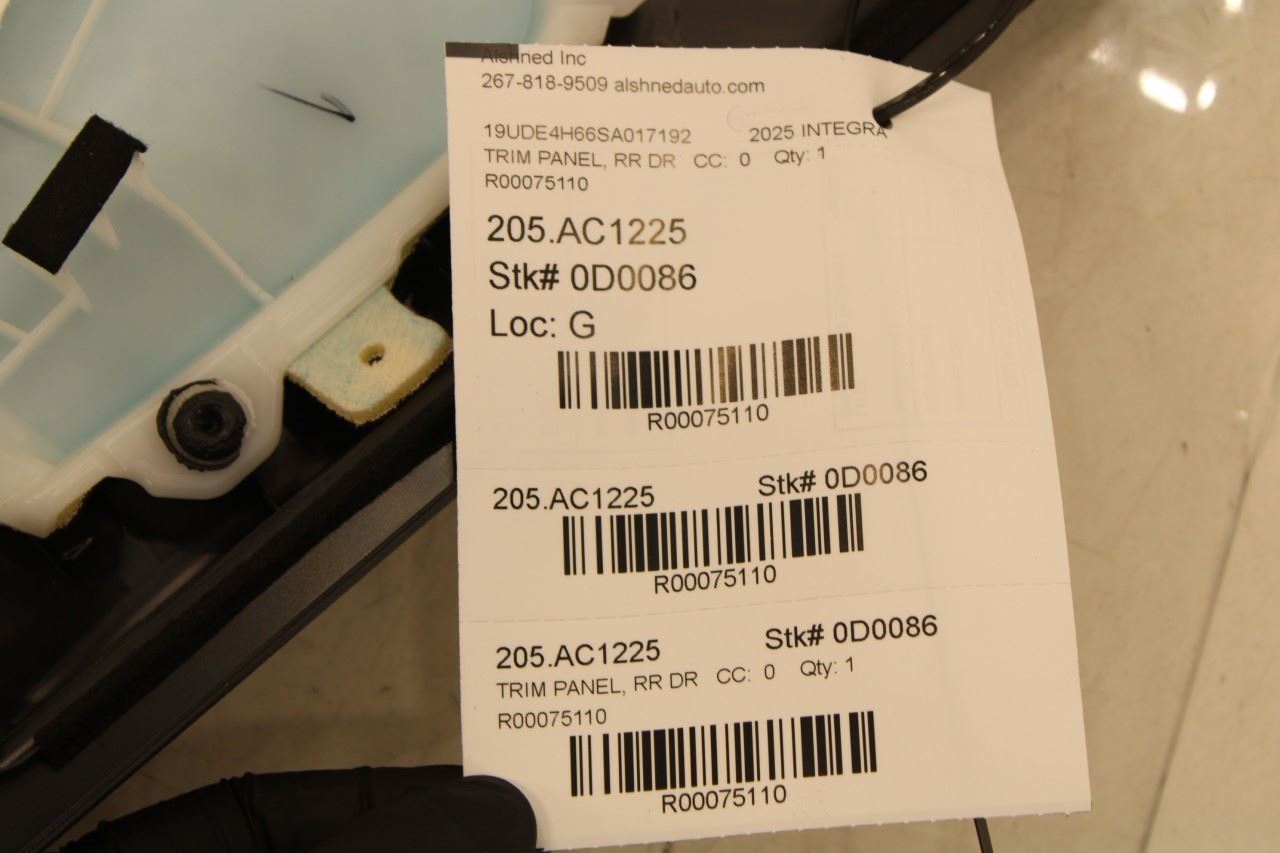 Alshned Inc
267-818-9509 alshnedauto.com
19UDE4H66SA017192 2025 INTEGRA
TRIM PANEL, RR DR CC: 0 Qty: 1
R00075110
205.AC1225
Stk# 0D0086
Loc: G
R00075110
205.AC1225 Stk# 0D0086
R00075110
205.AC1225 Stk# 0D0086
TRIM PANEL, RR DR CC: 0 Qty: 1
R00075110
R00075110